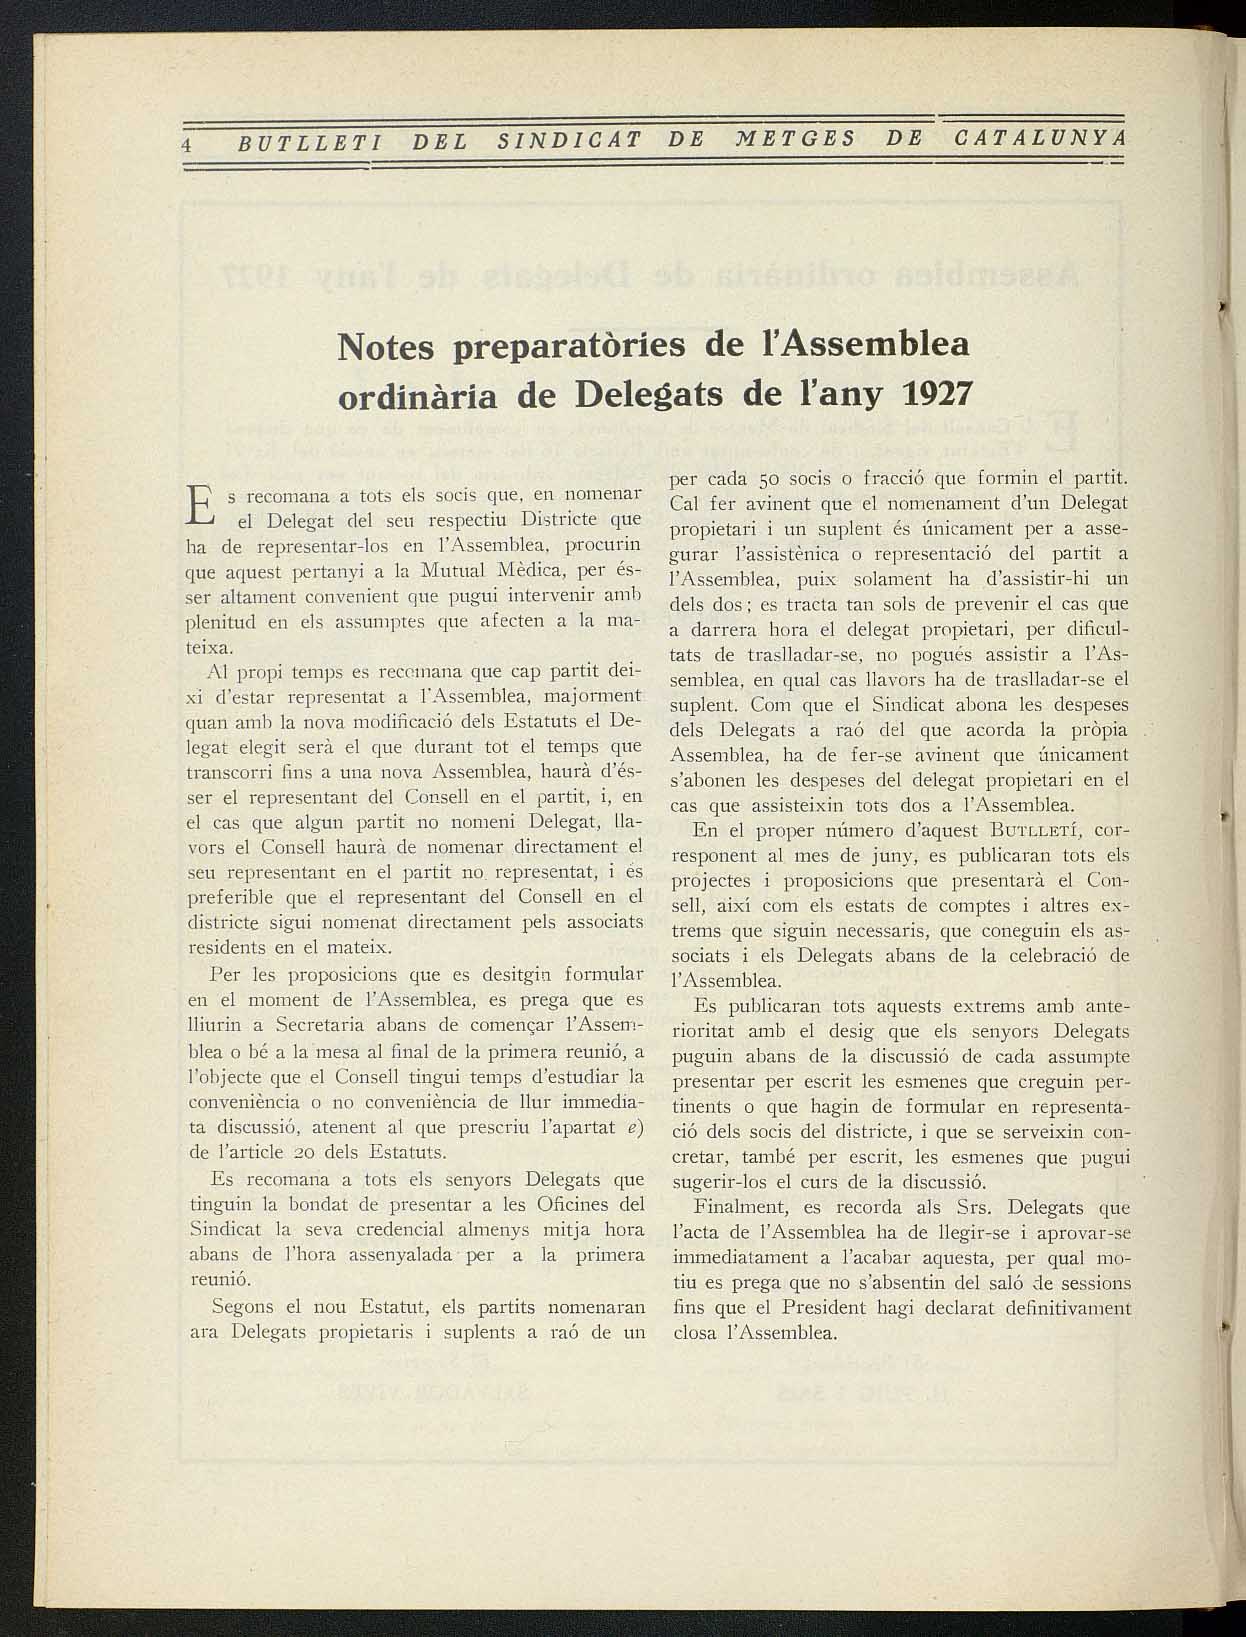 4 BUTLLETI DEL SINDICAT DE METGES DE CATALUNYA
Notes preparatòries de l'Assemblea
ordinària de Delegats de l'any 1927
Es recomana a tots els socis que, en nomenar
el Delegat del seu respectiu Districte que
ha de representar-los en l'Assemblea, procurin
que aquest pertanyi a la Mutual Mèdica, per és-
ser altament convenient que pugui intervenir amb
plenitud en els assumptes que afecten a la ma-
teixa.
Al propi temps es recomana que cap partit dei-
xi d'estar representat a l'Assemblea, majorment
quan amb la nova modificació dels Estatuts el De-
legat elegit serà el que durant tot el temps que
transcorri fins a una nova Assemblea, haurà d'és-
ser el representant del Consell en el partit, i, en
el cas que algun partit no nomeni Delegat, lla-
vors el Consell haurà de nomenar directament el
seu representant en el partit no representat, i és
preferible que el representant del Consell en el
districte sigui nomenat directament pels associats
residents en el mateix.
Per les proposicions que es desitgin formular
en el moment de l'Assemblea, es prega que es
lliurin a Secretaria abans de començar l'Assem-
blea o bé a la mesa al final de la primera reunió, a
l'objecte que el Consell tingui temps d'estudiar la
conveniència o no conveniència de llur immedia-
ta discussió, atenent al que prescriu l'apartat e)
de l'article 20 dels Estatuts.
Es recomana a tots els senyors Delegats que
tinguin la bondat de presentar a les Oficines del
Sindicat la seva credencial almenys mitja hora
abans de l'hora assenyalada per a la primera
reunió.
Segons el nou Estatut, els partits nomenaran
ara Delegats propietaris i suplents a raó de un
per cada 50 socis o fracció que formin el partit.
Cal fer avinent que el nomenament d'un Delegat
propietari i un suplent és únicament per a asse-
gurar l'assistènica o representació del partit a
l'Assemblea, puix solament ha d'assistir-hi un
dels dos; es tracta tan sols de prevenir el cas que
a darrera hora el delegat propietari, per dificul-
tats de traslladar-se, no pogués assistir a l'As-
semblea, en qual cas llavors ha de traslladar-se el
suplent. Com que el Sindicat abona les despeses
dels Delegats a raó del que acorda la pròpia
Assemblea, ha de fer-se avinent que únicament
s'abonen les despeses del delegat propietari en el
cas que assisteixin tots dos a l'Assemblea.
En el proper número d'aquest BUTLLETÍ, cor-
responent al mes de juny, es publicaran tots els
projectes i proposicions que presentarà el Con-
sell, així com els estats de comptes i altres ex-
trems que siguin necessaris, que coneguin els as-
sociats i els Delegats abans de la celebració de
l'Assemblea.
Es publicaran tots aquests extrems amb ante-
rioritat amb el desig que els senyors Delegats
puguin abans de la discussió de cada assumpte
presentar per escrit les esmenes que creguin per-
tinents o que hagin de formular en representa-
ció dels socis del districte, i que se serveixin con-
cretar, també per escrit, les esmenes que pugui
sugerir-los el curs de la discussió.
Finalment, es recorda als Srs. Delegats que
l'acta de l'Assemblea ha de llegir-se i aprovar-se
immediatament a l'acabar aquesta, per qual mo-
tiu es prega que no s'absentin del saló de sessions
fins que el President hagi declarat definitivament
closa l'Assemblea.